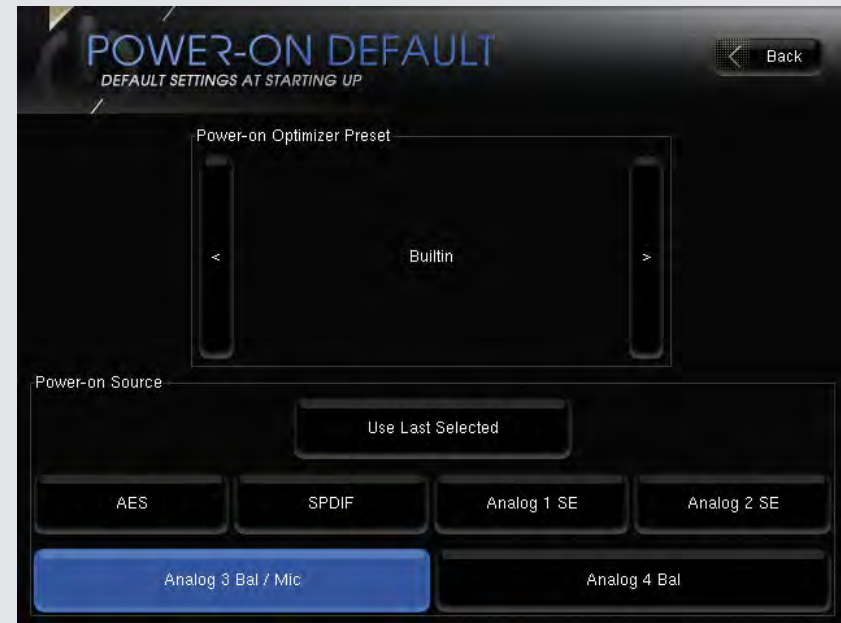 POWER-ON DEFAULT
DEFAULT SETTINGS AT STARTING UP
Back
Power-on Optimizer Preset
< Builtin >
Power-on Source
Use Last Selected
AES SPDIF Analog 1 SE Analog 2 SE
Analog 3 Bal / Mic Analog 4 Bal